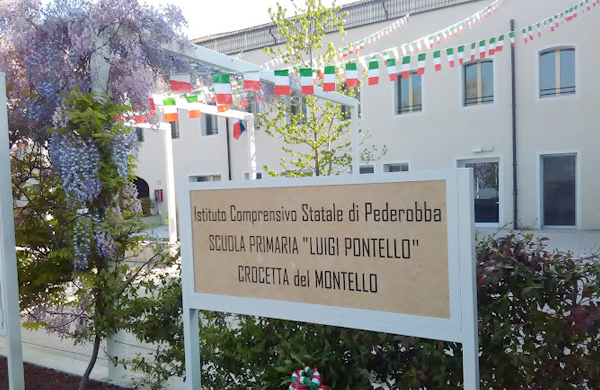 Istituto Comprensivo Statale di Pederobba
SCUOLA PRIMARIA "LUIGI PONTELLO"
CROCETTA del MONTELLO